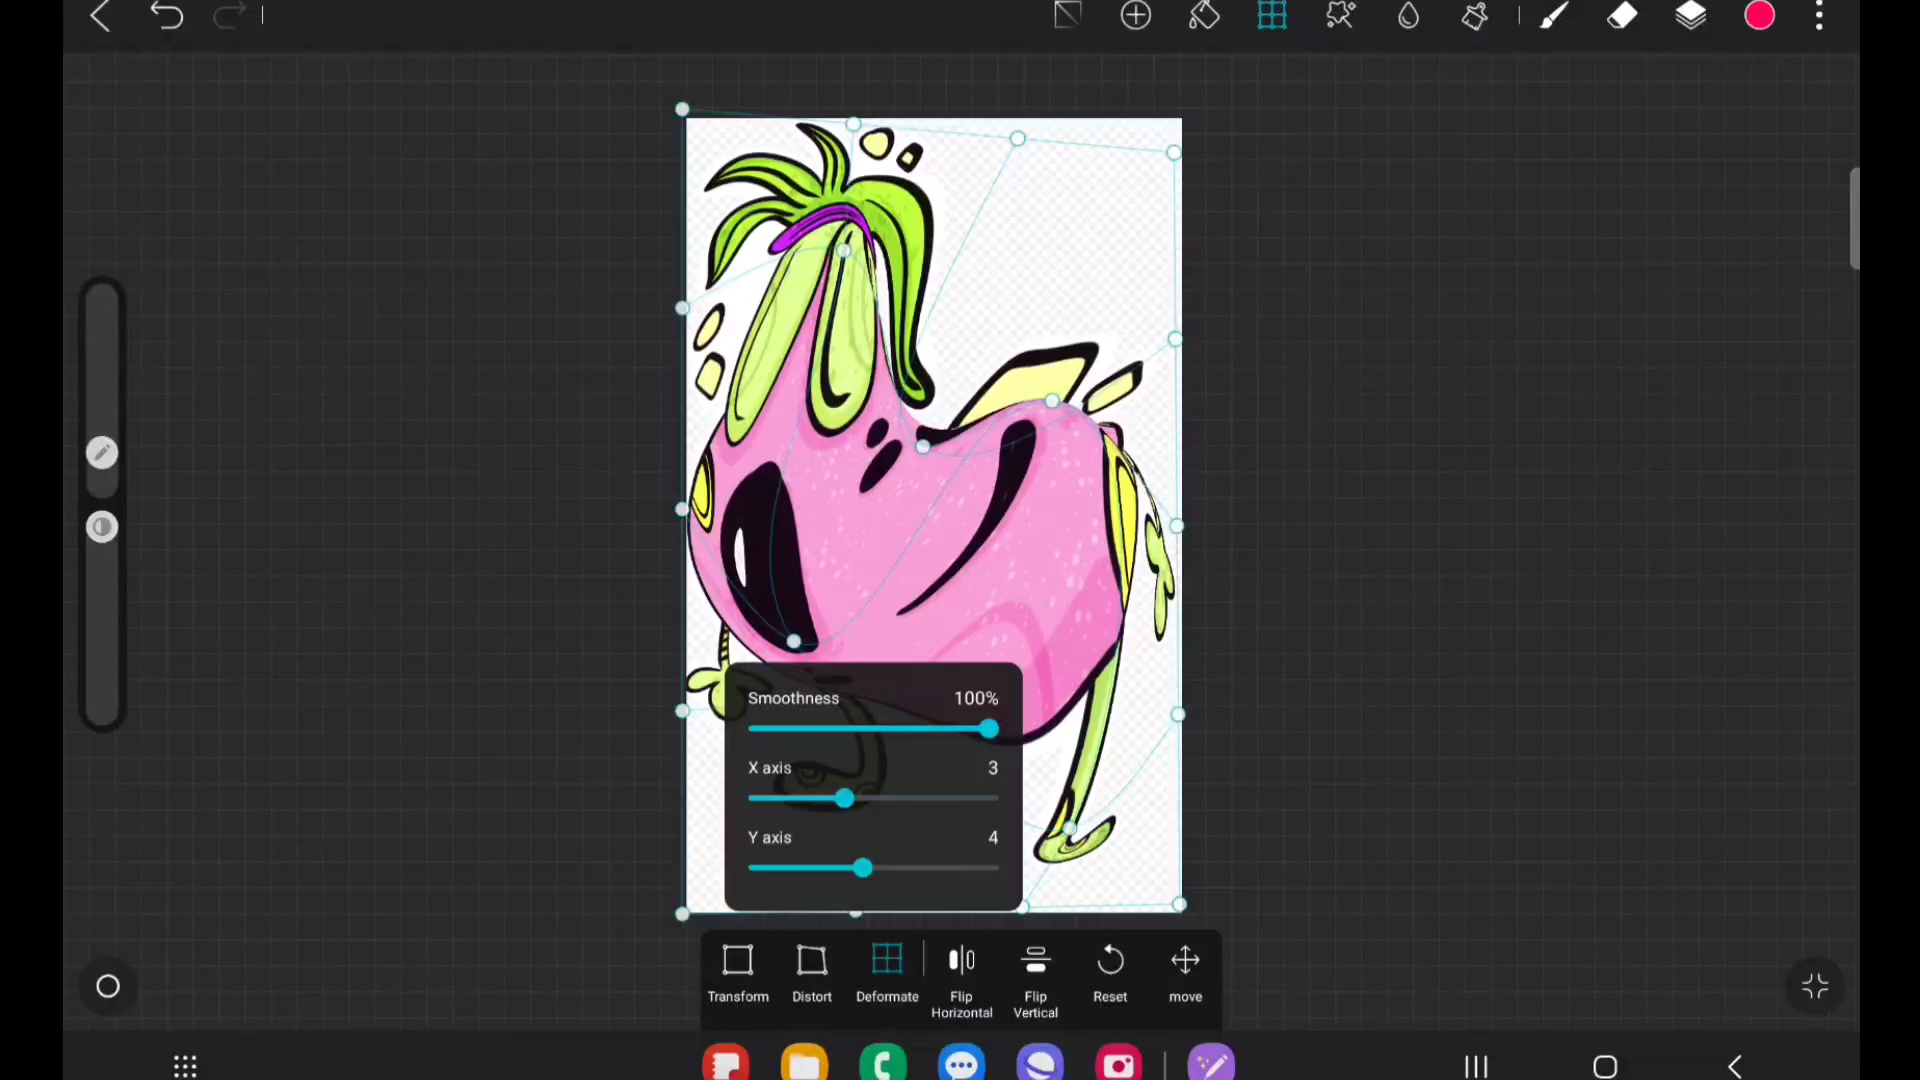 Smoothness 100%
X axis 3
Y axis 4
Transform Distort Deformate Flip Horizontal Flip Vertical Reset move